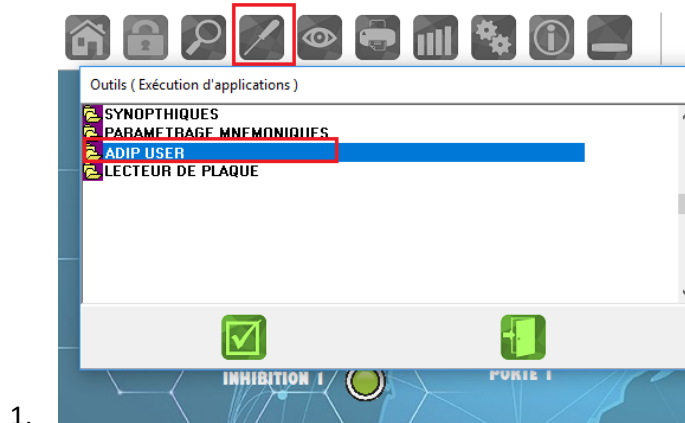 Outils ( Exécution d'applications )
SYNOPTHIQUES
PARAMETRAGE MNEMONIQUES
ADIP USER
LECTEUR DE PLAQUE
INHIBITION 1
PORTE 1
1.